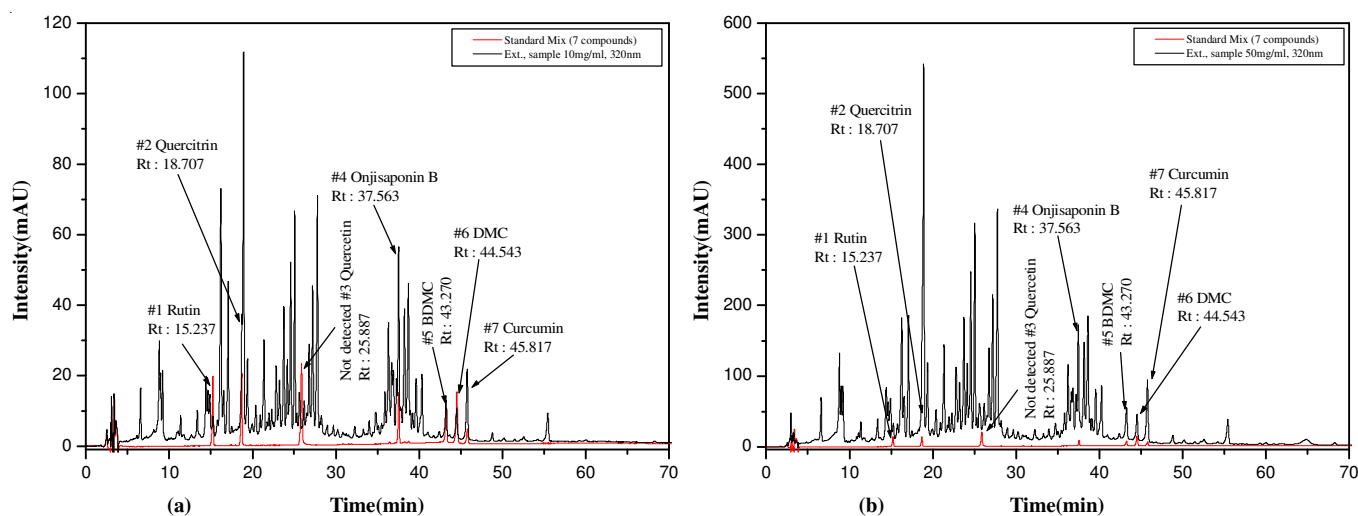 120
100
80
60
40
20
0
Intensity(mAU)
Standard Mix (7 compounds)
Ext., sample 10mg/ml, 320nm
#2 Quercitrin
Rt : 18.707
#4 Onjisaponin B
Rt : 37.563
#6 DMC
Rt : 44.543
#1 Rutin
Rt : 15.237
Not detected #3 Quercetin
Rt : 25.887
#5 BDMC
Rt : 43.270
#7 Curcumin
Rt : 45.817
0 10 20 30 40 50 60 70
(a) Time(min)
600
500
400
300
200
100
0
Intensity(mAU)
Standard Mix (7 compounds)
Ext., sample 50mg/ml, 320nm
#2 Quercitrin
Rt : 18.707
#7 Curcumin
Rt : 45.817
#4 Onjisaponin B
Rt : 37.563
#1 Rutin
Rt : 15.237
Not detected #3 Quercetin
Rt : 25.887
#5 BDMC
Rt : 43.270
#6 DMC
Rt : 44.543
0 10 20 30 40 50 60 70
(b) Time(min)